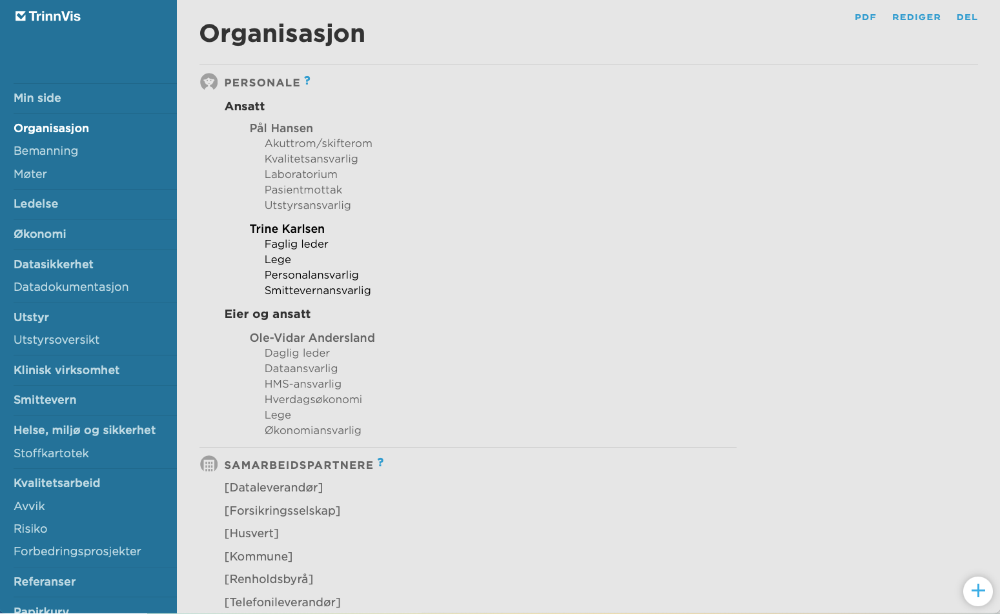 TrinnVis
Min side
Organisasjon
Bemanning
Møter
Ledelse
Økonomi
Datasikkerhet
Datadokumentasjon
Utstyr
Utstyrsoversikt
Klinisk virksomhet
Smittevern
Helse, miljø og sikkerhet
Stoffkartotek
Kvalitetsarbeid
Avvik
Risiko
Forbedringsprosjekter
Referanser
Papirkurv
PDF REDIGER DEL
Organisasjon
PERSONALE ?
Ansatt
Pål Hansen
Akuttrom/skifterom
Kvalitetsansvarlig
Laboratorium
Pasientmottak
Utstyrsansvarlig
Trine Karlsen
Faglig leder
Lege
Personalansvarlig
Smittevernansvarlig
Eier og ansatt
Ole-Vidar Andersland
Daglig leder
Dataansvarlig
HMS-ansvarlig
Hverdagsøkonomi
Lege
Økonomiansvarlig
SAMARBEIDSPARTNERE ?
[Dataleverandør]
[Forsikringsselskap]
[Husvert]
[Kommune]
[Renholdsbyrå]
[Telefonileverandør]